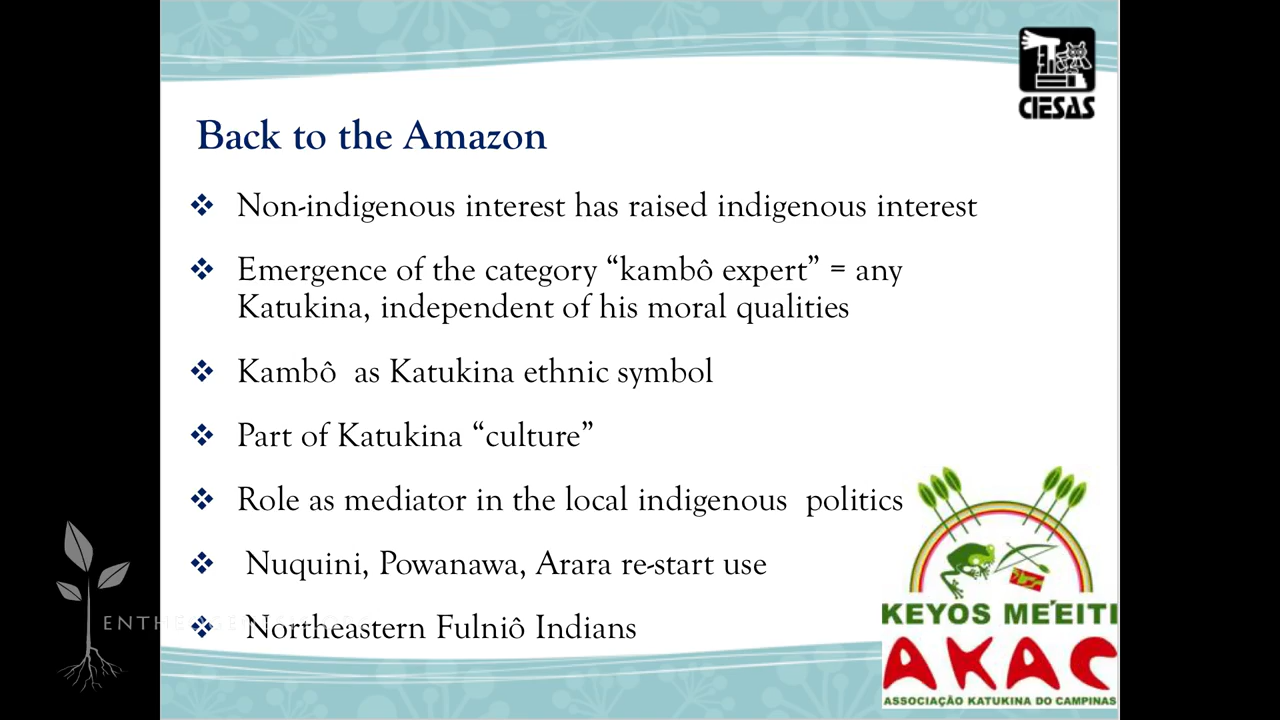 CIESAS
Back to the Amazon
Non-indigenous interest has raised indigenous interest
Emergence of the category “kambô expert” = any
Katukina, independent of his moral qualities
Kambô as Katukina ethnic symbol
Part of Katukina “culture”
Role as mediator in the local indigenous politics
Nuquini, Powanawa, Arara re-start use
Northeastern Fulniô Indians
KEYOS MEÉITI
AKAC
ASSOCIAÇÃO KATUKINA DO CAMPINAS